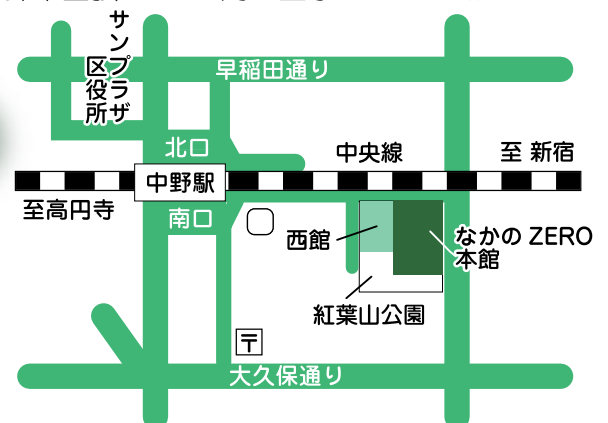 サンプラザ
区役所
早稲田通り
北口
中央線
至 新宿
中野駅
至高円寺
南口
西館
なかの ZERO
本館
紅葉山公園
〒
大久保通り